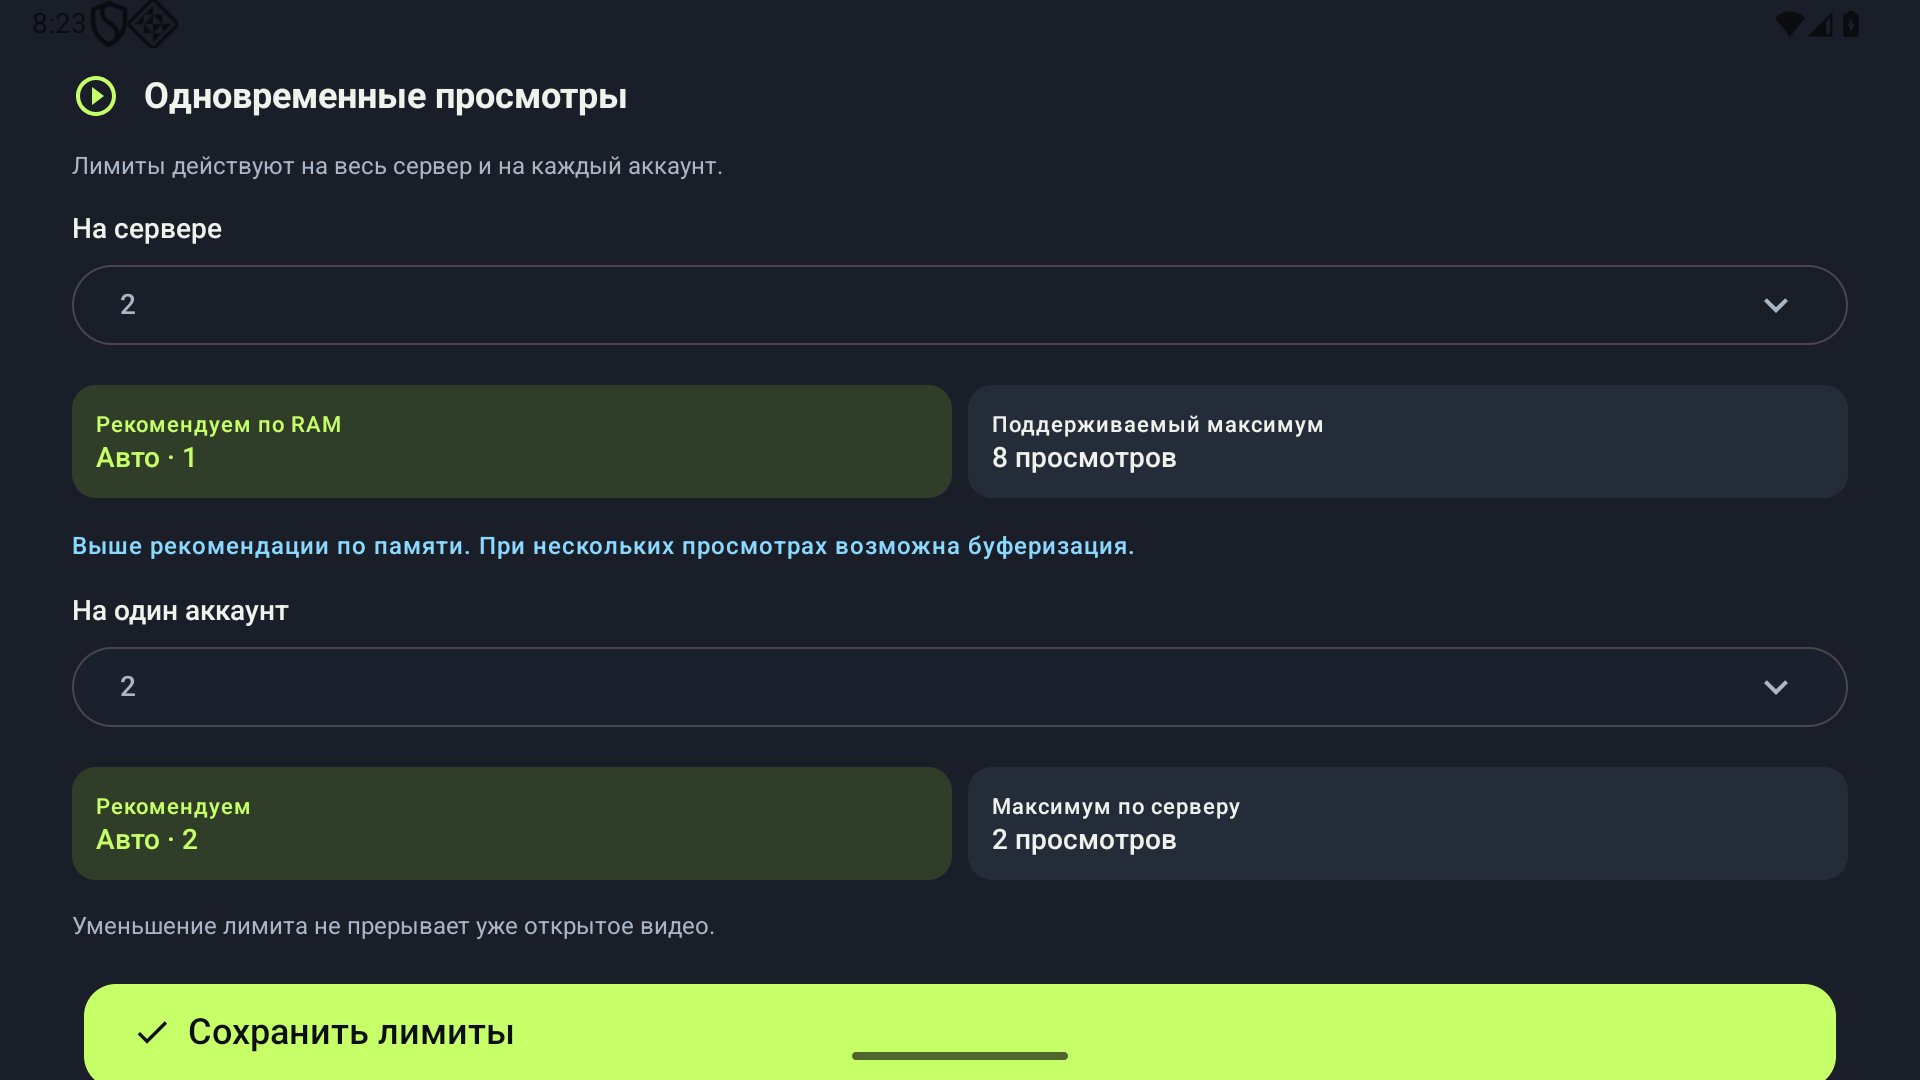 8:23
Одновременные просмотры
Лимиты действуют на весь сервер и на каждый аккаунт.
На сервере
2
Рекомендуем по RAM
Авто · 1
Поддерживаемый максимум
8 просмотров
Выше рекомендации по памяти. При нескольких просмотрах возможна буферизация.
На один аккаунт
2
Рекомендуем
Авто · 2
Максимум по серверу
2 просмотров
Уменьшение лимита не прерывает уже открытое видео.
Сохранить лимиты